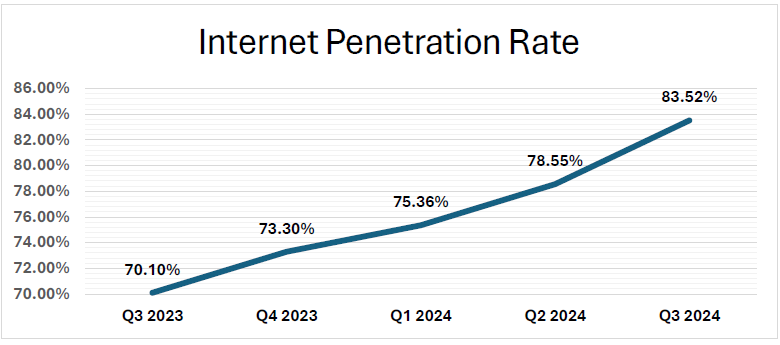 Internet Penetration Rate
86.00%
84.00%
82.00%
80.00%
78.00%
76.00%
74.00%
72.00%
70.00%
70.10%
73.30%
75.36%
78.55%
83.52%
Q3 2023
Q4 2023
Q1 2024
Q2 2024
Q3 2024